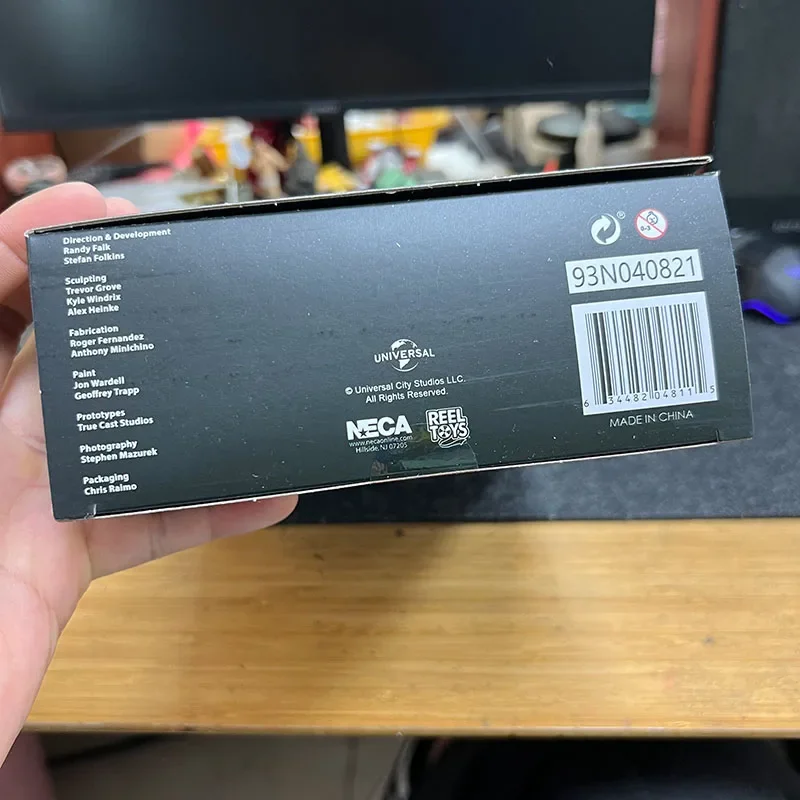 Direction & Development
Randy Falk
Stefan Folkins
Sculpting
Trevor Grove
Kyle Windrix
Alex Heinke
Fabrication
Roger Fernandez
Anthony Minichino
Paint
Jon Wardell
Geoffrey Trapp
Prototypes
True Cast Studios
Photography
Stephen Mazurek
Packaging
Chris Raimo
UNIVERSAL
© Universal City Studios LLC.
All Rights Reserved.
NECA
www.necaonline.com
Hillside, NJ 07205
REEL
TOYS
®
0-3
93N040821
6 34482 04811 5
MADE IN CHINA